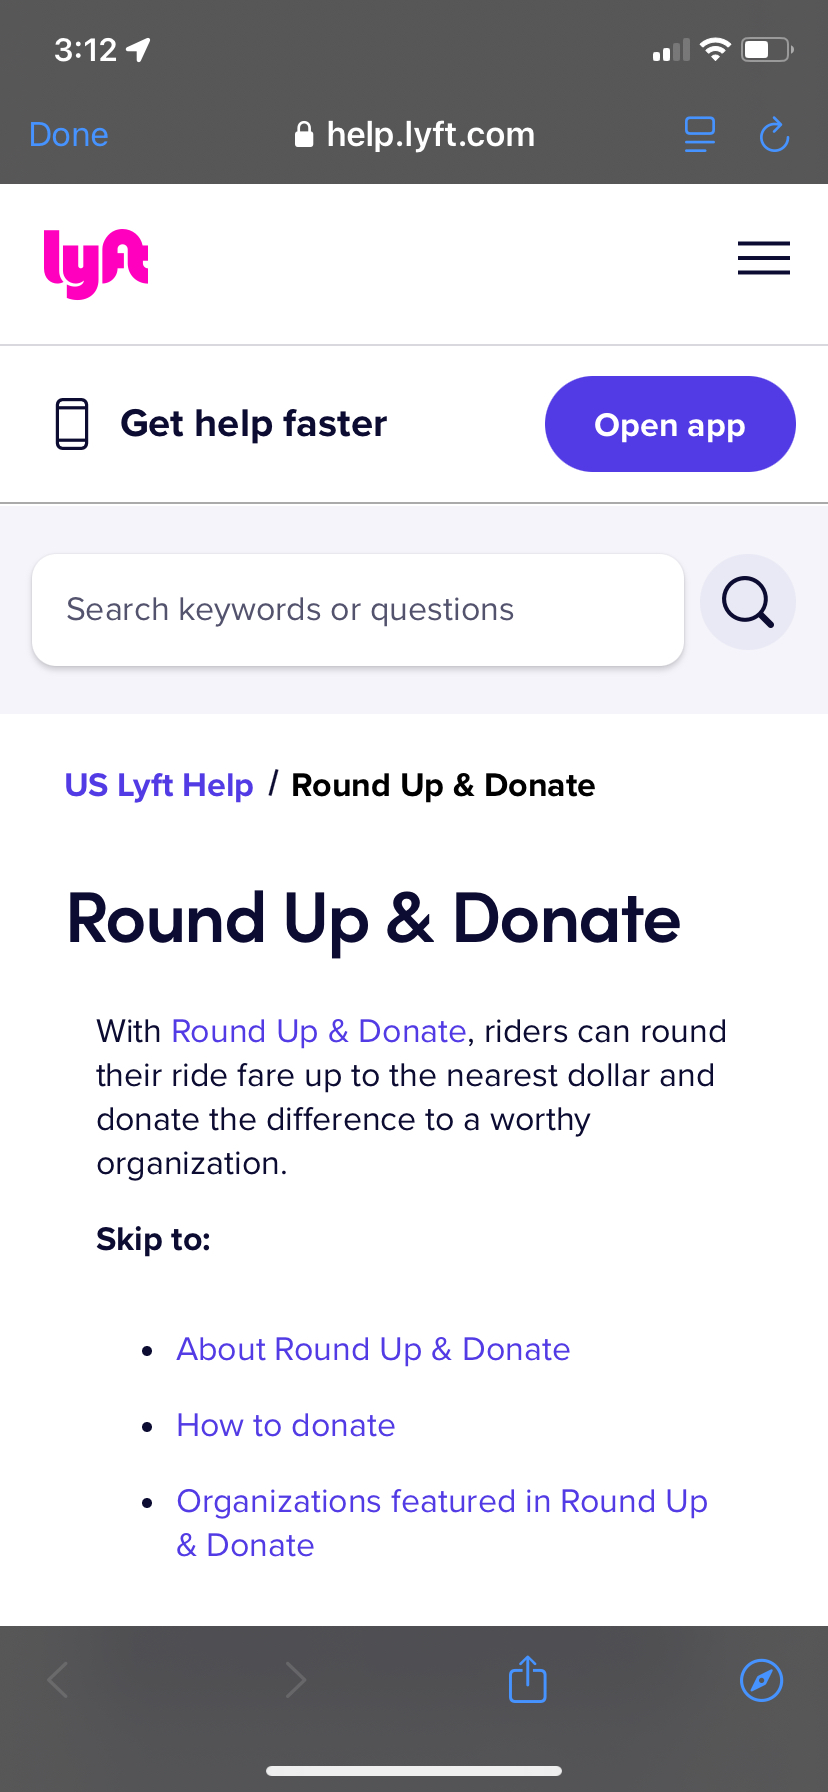 3:12
Done
help.lyft.com
lyft
Get help faster
Open app
Search keywords or questions
US Lyft Help / Round Up & Donate
Round Up & Donate
With Round Up & Donate, riders can round
their ride fare up to the nearest dollar and
donate the difference to a worthy
organization.
Skip to:
• About Round Up & Donate
• How to donate
• Organizations featured in Round Up
& Donate